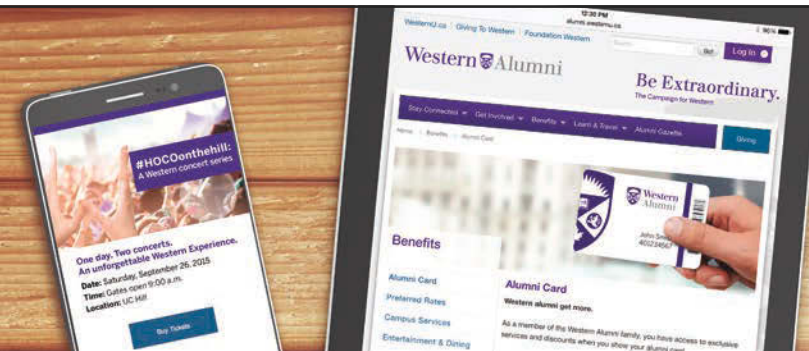 #HOCOonthehill:
A Western concert series
One day, Two concerts.
An unforgettable Western Experience.
Date: Saturday, September 26, 2015
Time: Gates open 9:00 a.m.
Location: UC Hill
Buy Tickets
12:30 PM
alumni.westernu.ca
96%
WesternU.ca Giving To Western Foundation Western
Search
Go!
Log In
Western Alumni
Be Extraordinary.
The Campaign for Western
Stay Connected Get Involved Benefits Learn & Travel Alumni Gazette
Giving
Home Benefits Alumni Card
Western
Alumni
John Smith
401234567
Benefits
Alumni Card
Preferred Rates
Campus Services
Entertainment & Dining
Alumni Card
Western alumni get more.
As a member of the Western Alumni family, you have access to exclusive
services and discounts when you show your alumni card.